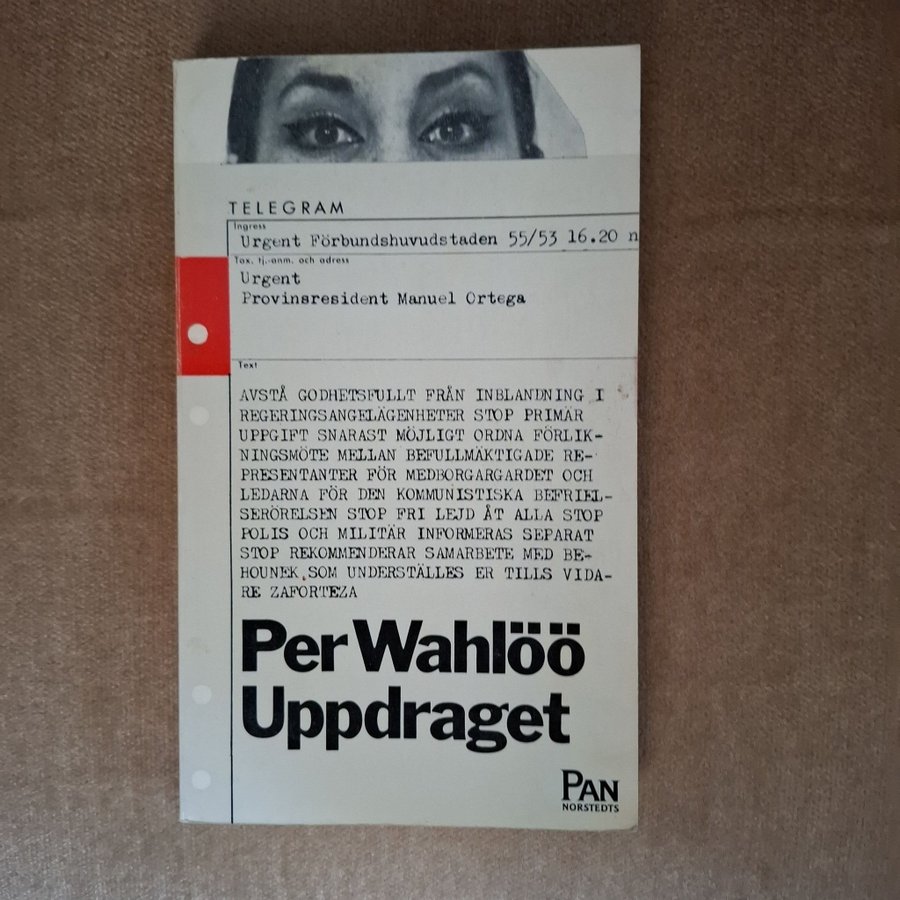 TELEGRAM
Ingress
Urgent Förbundshuvudstaden 55/53 16.20 n
Tax. tj.-anm. och adress
Urgent
Provinsresident Manuel Ortega
Text
AVSTÅ GODHETSFULLT FRÅN INBLANDNING I
REGERINGSANGELÄGENHETER STOP PRIMÄR
UPPGIFT SNARAST MÖJLIGT ORDNA FÖRLIK-
NINGSMÖTE MELLAN BEFULLMÄKTIGADE RE-
PRESENTANTER FÖR MEDBORGARGARDET OCH
LEDARNA FÖR DEN KOMMUNISTISKA BEFRIEL-
SERÖRELSEN STOP FRI LEJD ÅT ALLA STOP
POLIS OCH MILITÄR INFORMERAS SEPARAT
STOP REKOMMENDERAR SAMARBETE MED BE-
HOUNEK SOM UNDERSTÄLLES ER TILLS VIDA-
RE ZAFORTEZA
Per Wahlöö
Uppdraget
PAN
NORSTEDTS